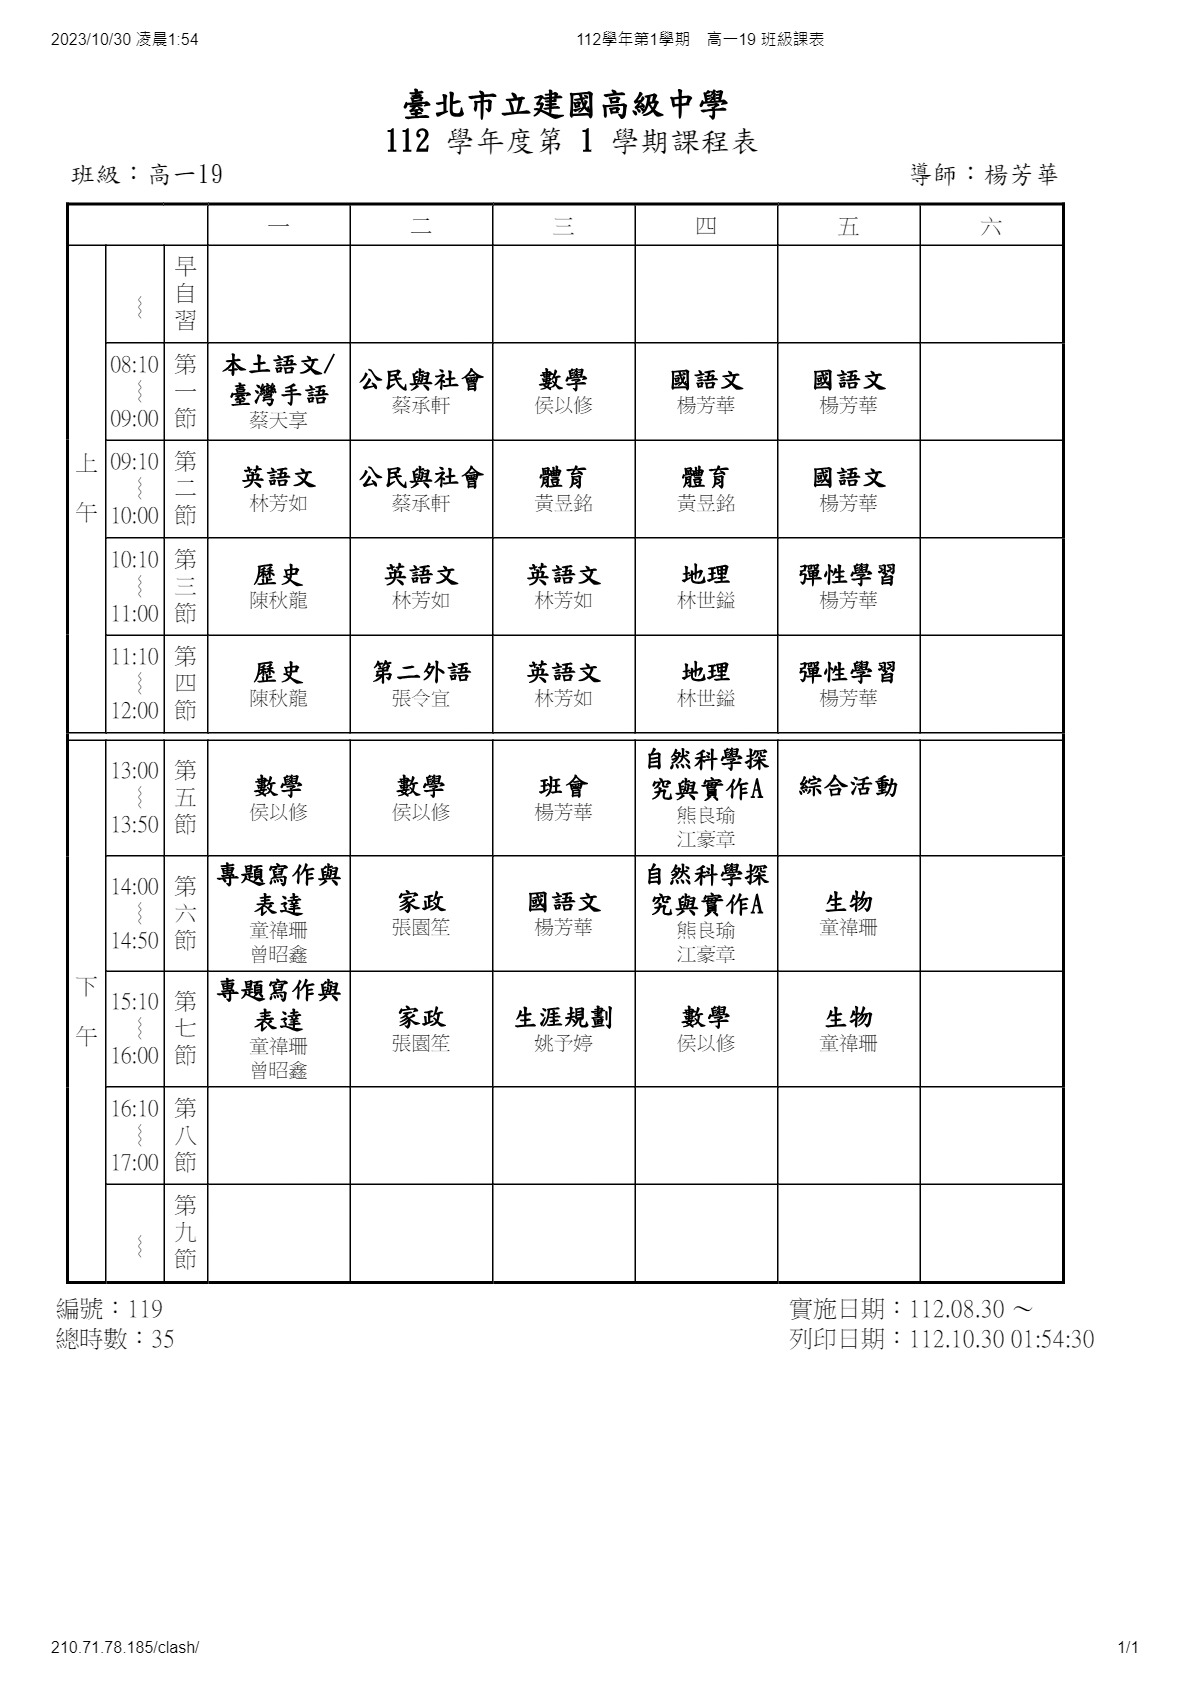 2023/10/30 凌晨1:54
112學年第1學期 高一19 班級課表
臺北市立建國高級中學
112 學年度第 1 學期課程表
班級：高一19
導師：楊芳華
一 二 三 四 五 六
上午
～
早自習
08:10～09:00
第一節
本土語文/
臺灣手語
蔡天享
公民與社會
蔡承軒
數學
侯以修
國語文
楊芳華
國語文
楊芳華
09:10～10:00
第二節
英語文
林芳如
公民與社會
蔡承軒
體育
黃昱銘
體育
黃昱銘
國語文
楊芳華
10:10～11:00
第三節
歷史
陳秋龍
英語文
林芳如
英語文
林芳如
地理
林世鎰
彈性學習
楊芳華
11:10～12:00
第四節
歷史
陳秋龍
第二外語
張令宜
英語文
林芳如
地理
林世鎰
彈性學習
楊芳華
下午
13:00～13:50
第五節
數學
侯以修
數學
侯以修
班會
楊芳華
自然科學探
究與實作A
熊良瑜
江豪章
綜合活動
14:00～14:50
第六節
專題寫作與
表達
童禕珊
曾昭鑫
家政
張園笙
國語文
楊芳華
自然科學探
究與實作A
熊良瑜
江豪章
生物
童禕珊
15:10～16:00
第七節
專題寫作與
表達
童禕珊
曾昭鑫
家政
張園笙
生涯規劃
姚予婷
數學
侯以修
生物
童禕珊
16:10～17:00
第八節
～
第九節
編號：119
總時數：35
實施日期：112.08.30 ～
列印日期：112.10.30 01:54:30
210.71.78.185/clash/
1/1